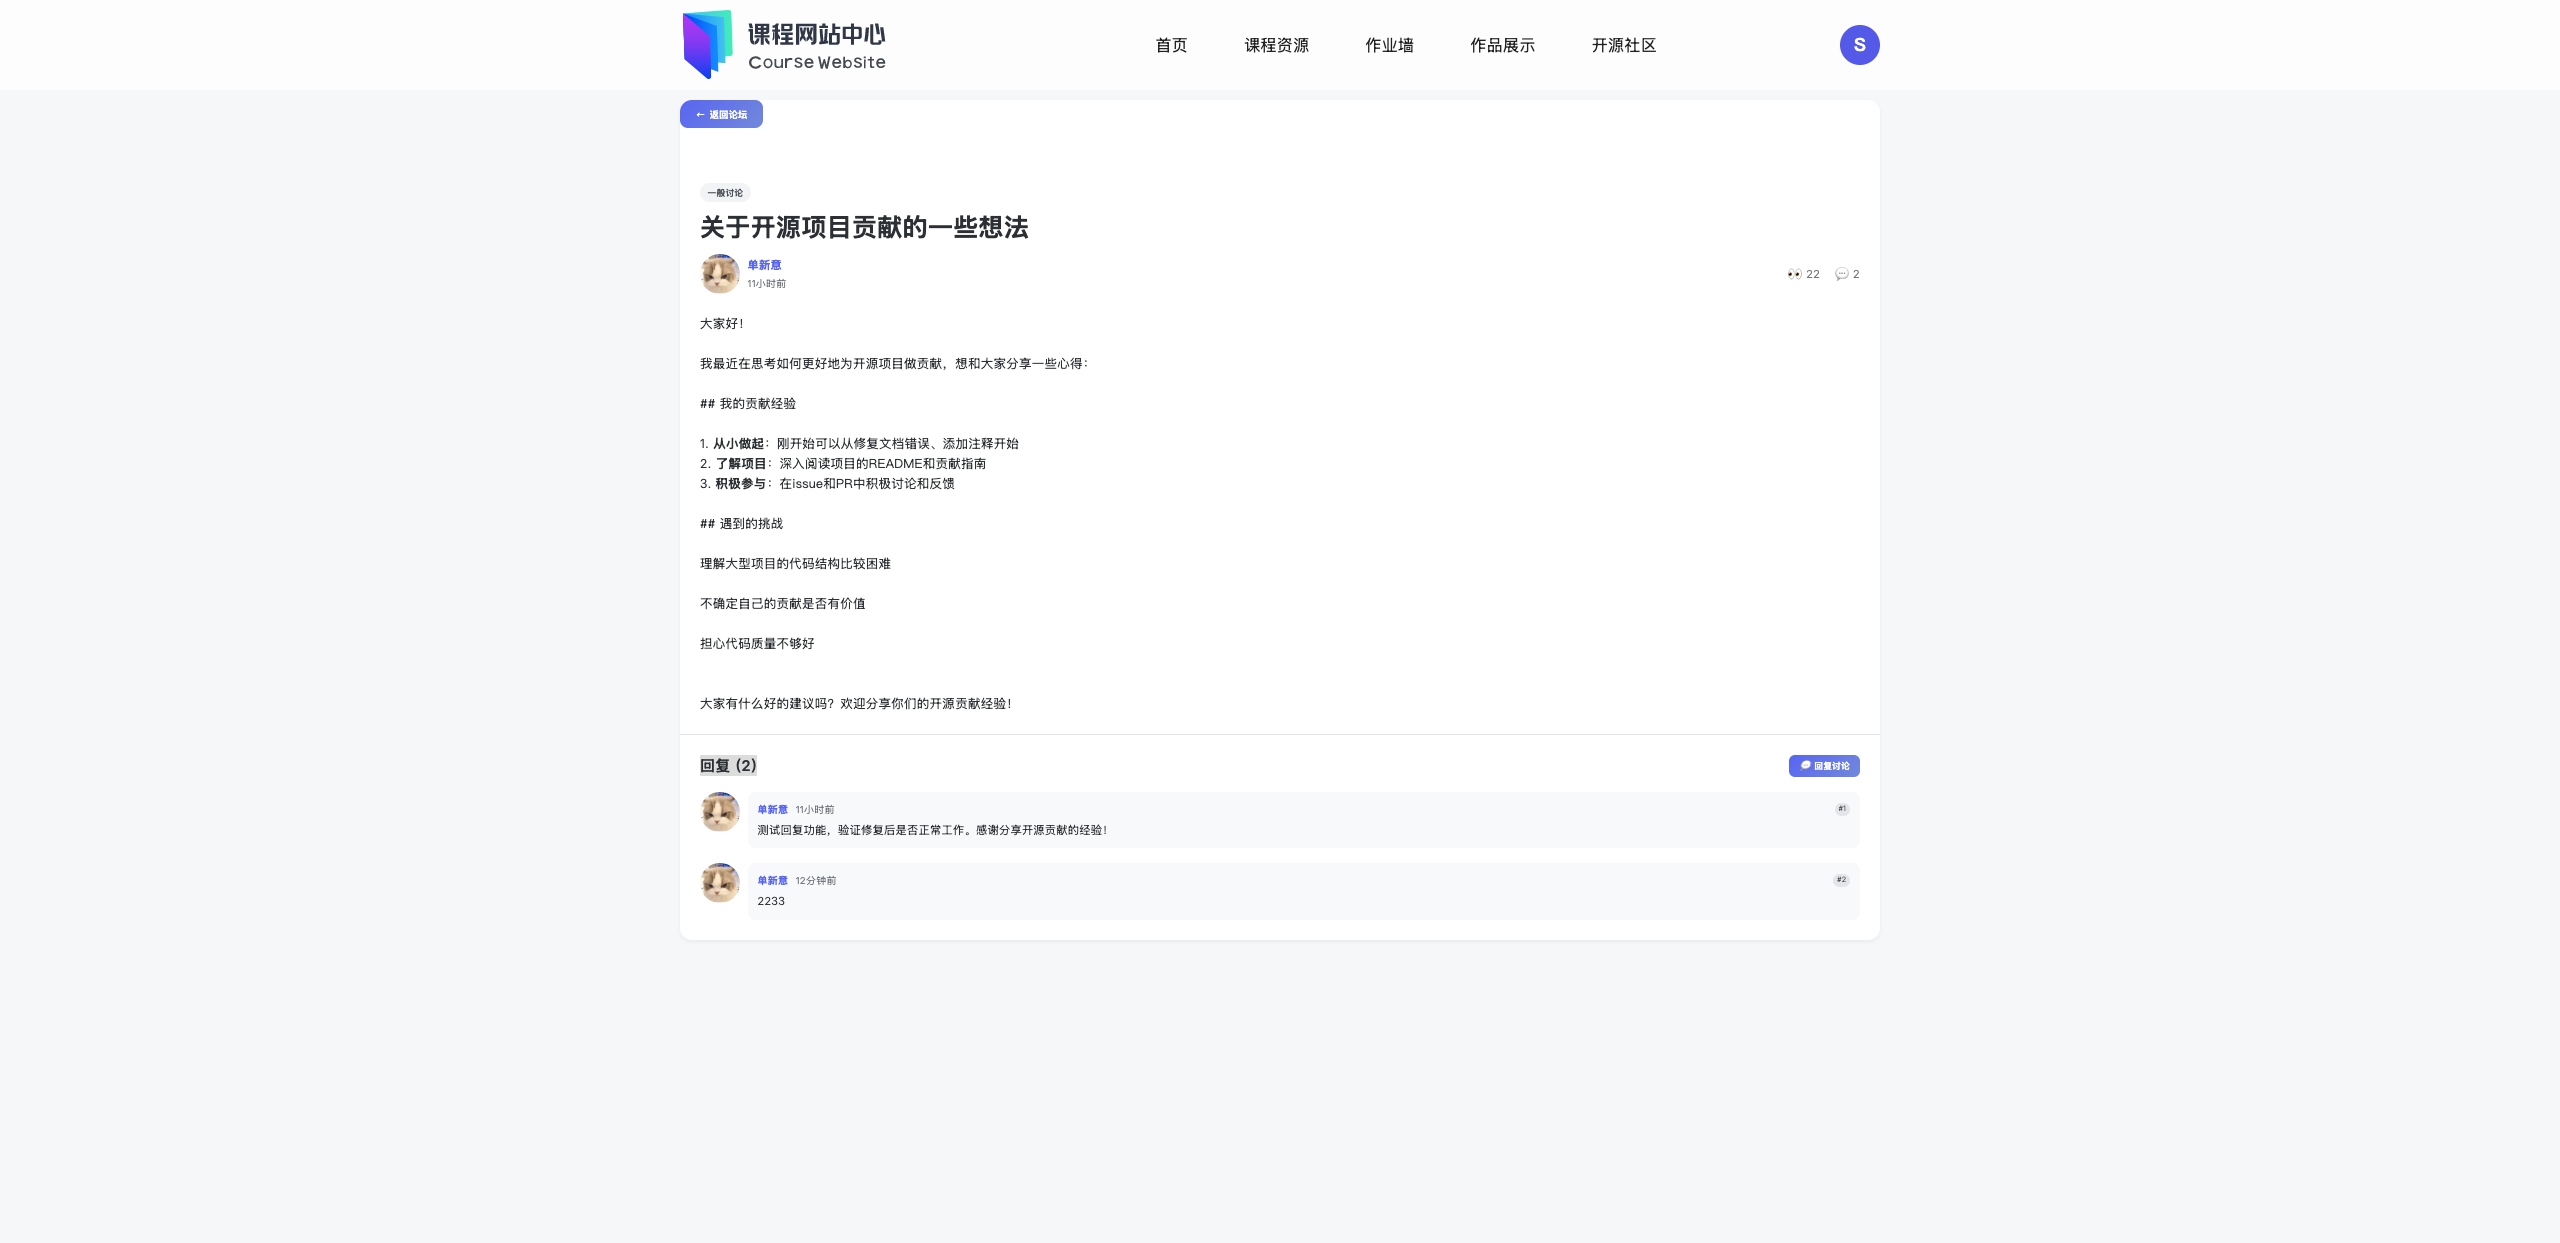 课程网站中心
Course Website
首页 课程资源 作业墙 作品展示 开源社区
S
← 返回论坛
一般讨论
关于开源项目贡献的一些想法
单新意
11小时前
👀 22 💬 2
大家好！
我最近在思考如何更好地为开源项目做贡献，想和大家分享一些心得：
## 我的贡献经验
1. 从小做起：刚开始可以从修复文档错误、添加注释开始
2. 了解项目：深入阅读项目的README和贡献指南
3. 积极参与：在issue和PR中积极讨论和反馈
## 遇到的挑战
理解大型项目的代码结构比较困难
不确定自己的贡献是否有价值
担心代码质量不够好
大家有什么好的建议吗？欢迎分享你们的开源贡献经验！
回复 (2)
💬 回复讨论
单新意 11小时前 #1
测试回复功能，验证修复后是否正常工作。感谢分享开源贡献的经验！
单新意 12分钟前 #2
2233